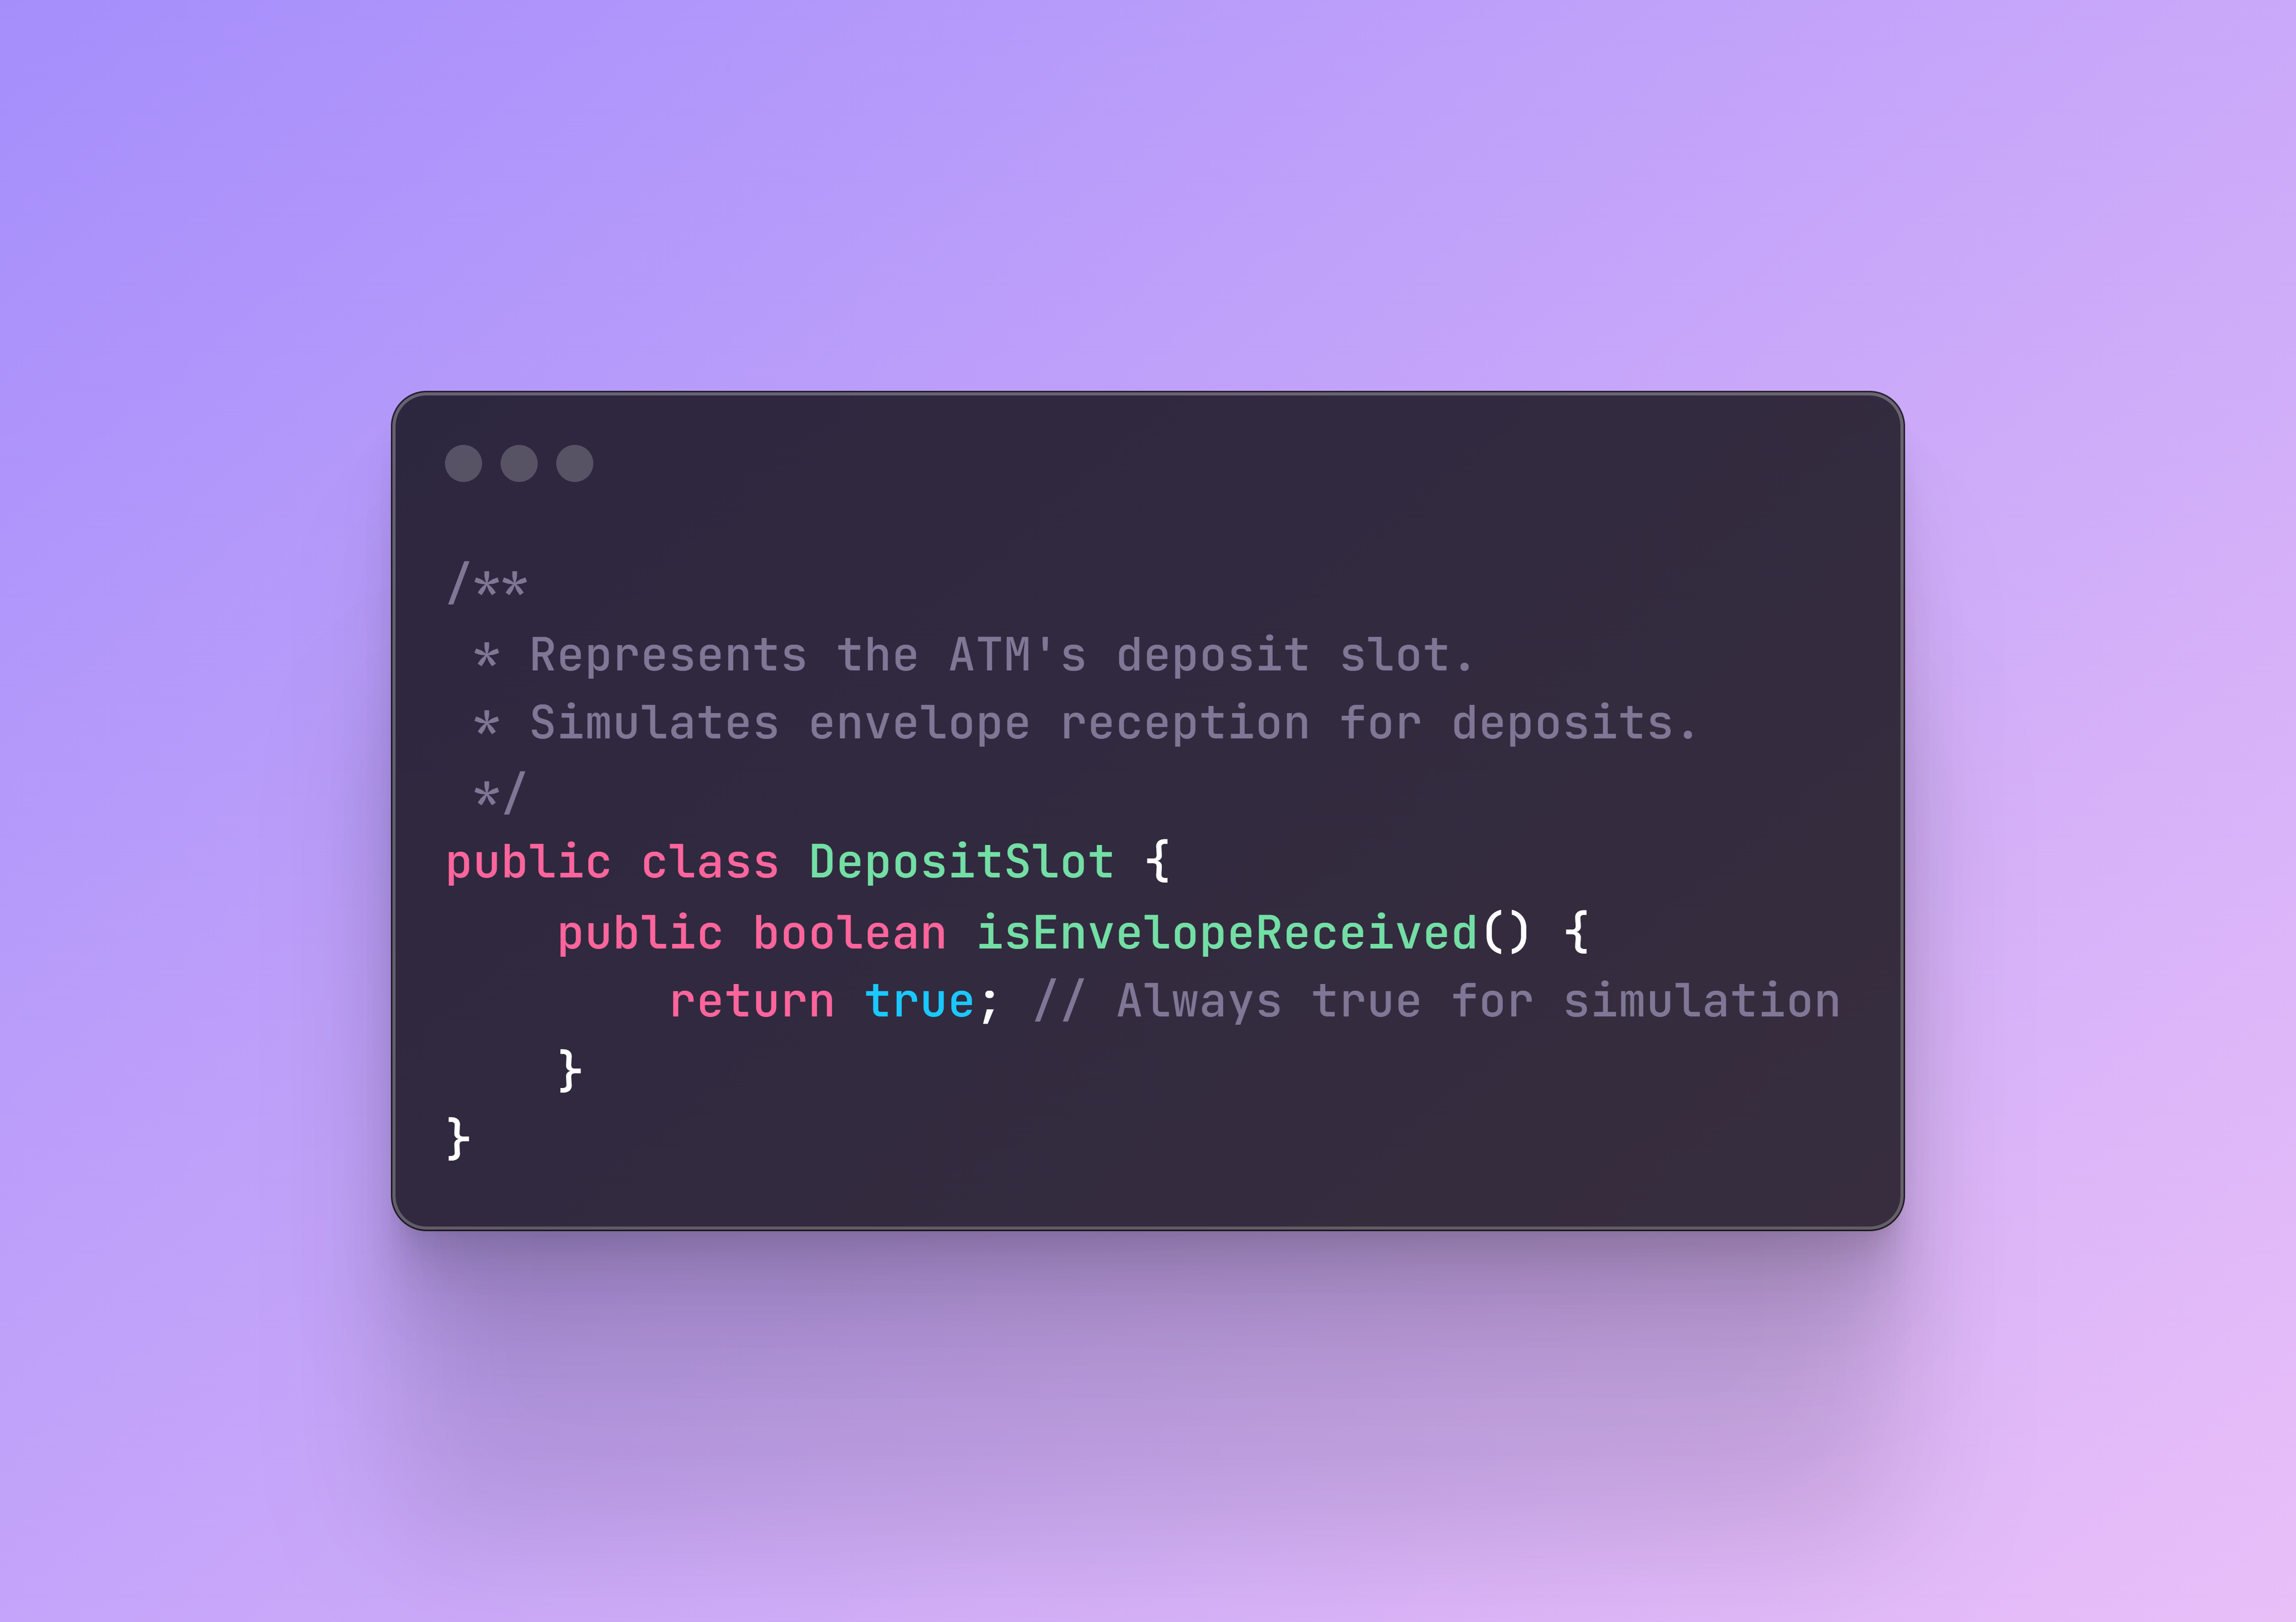 /**
 * Represents the ATM's deposit slot.
 * Simulates envelope reception for deposits.
 */
public class DepositSlot {
    public boolean isEnvelopeReceived() {
        return true; // Always true for simulation
    }
}